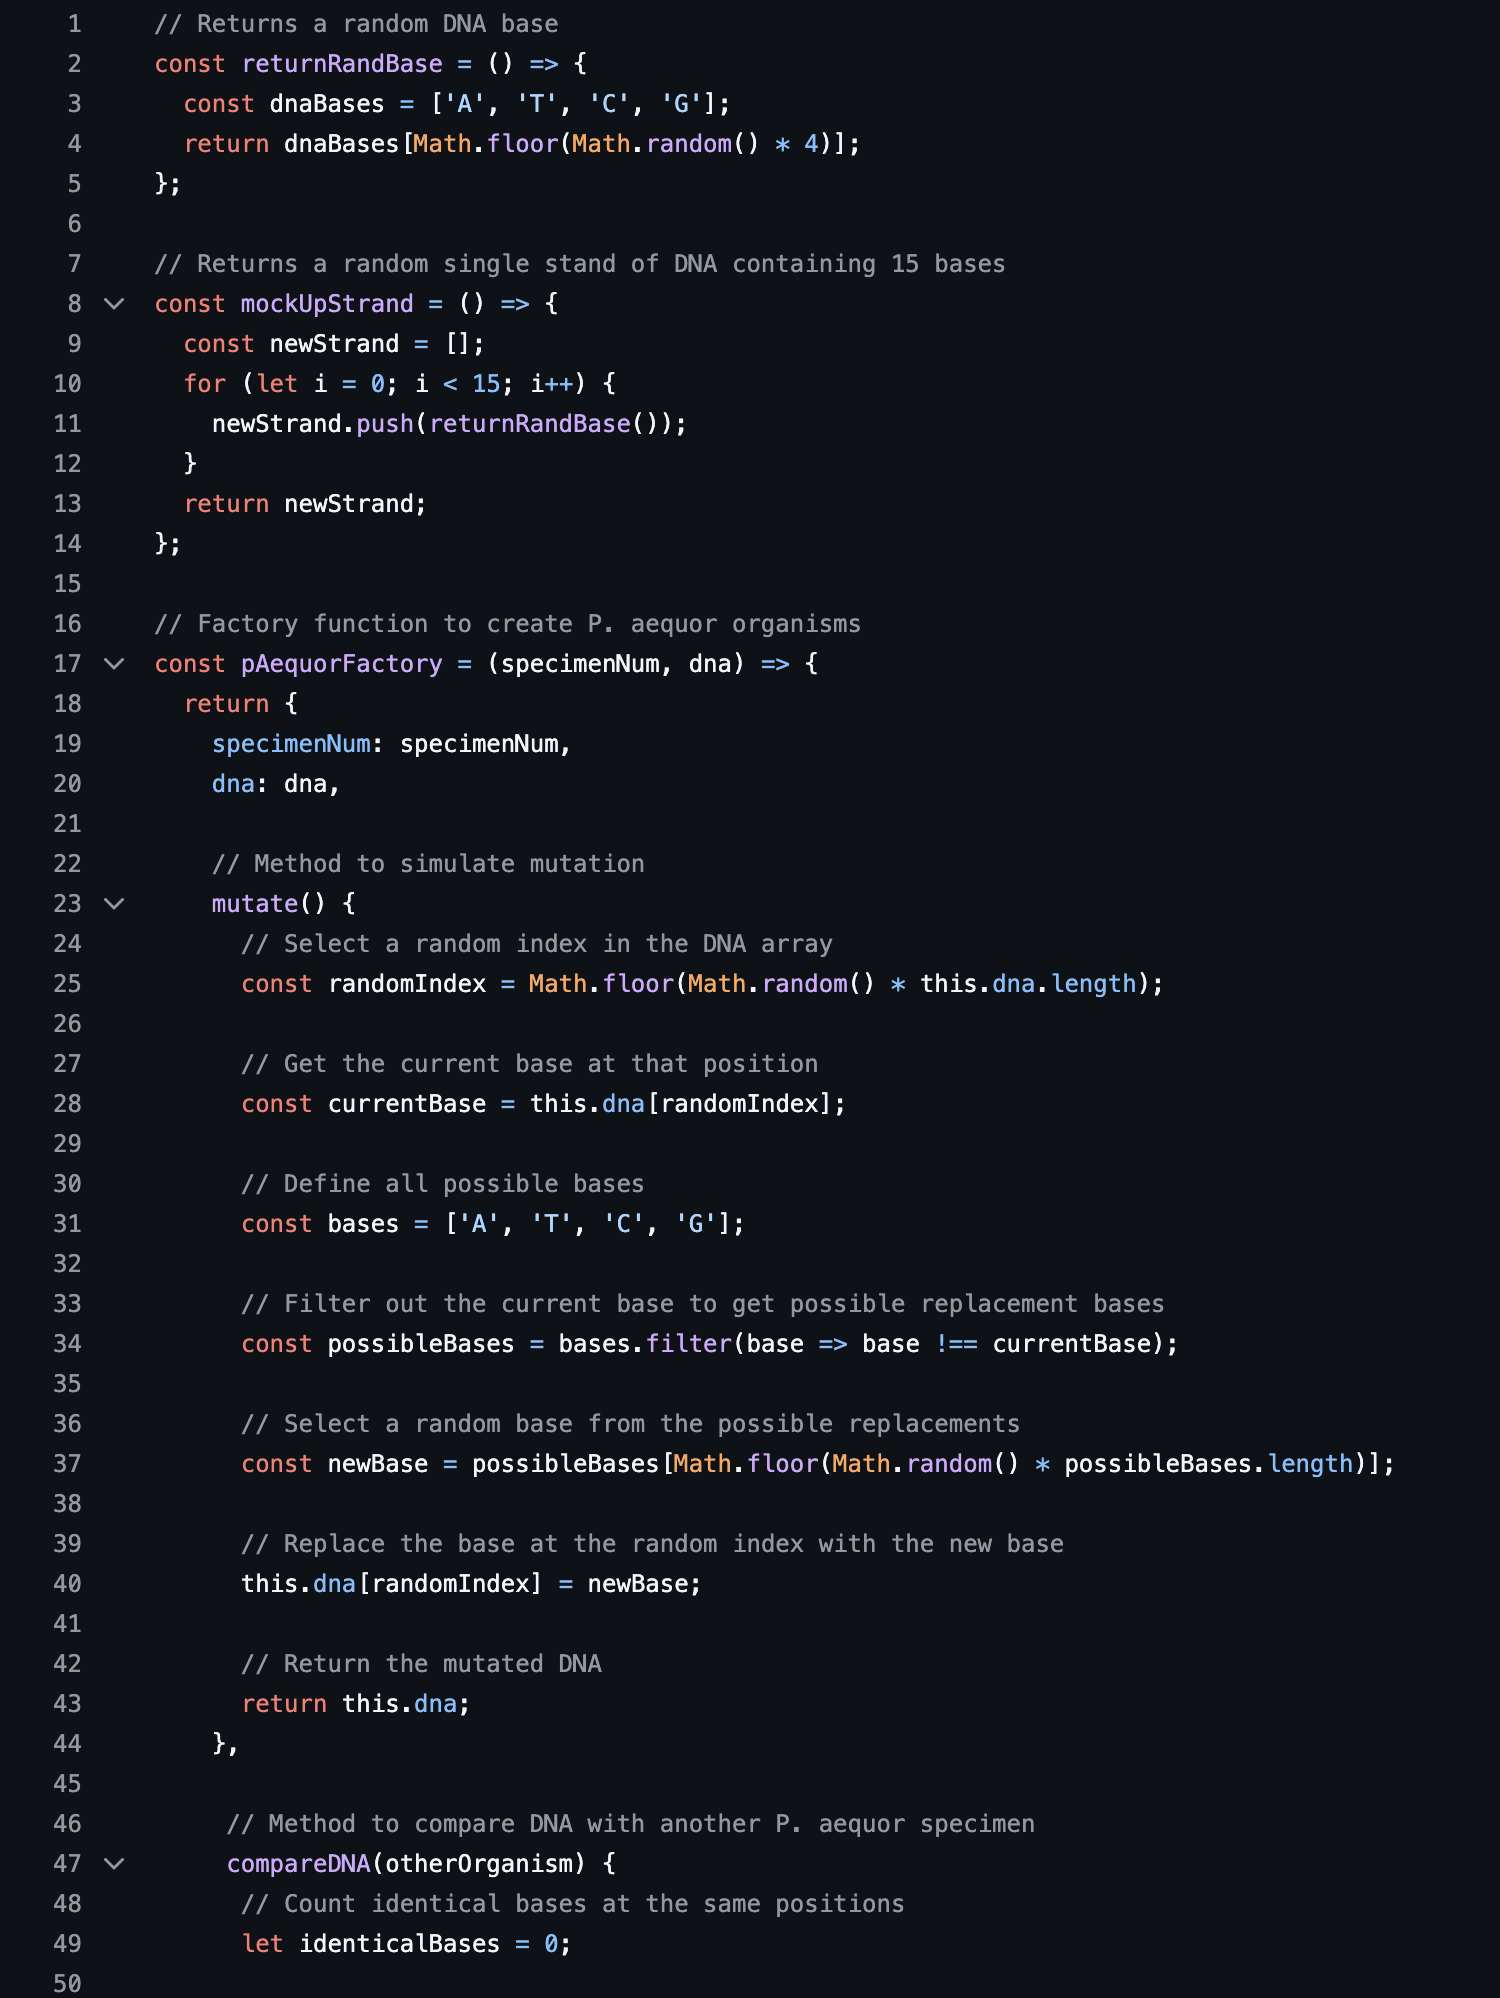 1 // Returns a random DNA base
2 const returnRandBase = () => {
3   const dnaBases = ['A', 'T', 'C', 'G'];
4   return dnaBases[Math.floor(Math.random() * 4)];
5 };
6
7 // Returns a random single stand of DNA containing 15 bases
8 const mockUpStrand = () => {
9   const newStrand = [];
10   for (let i = 0; i < 15; i++) {
11     newStrand.push(returnRandBase());
12   }
13   return newStrand;
14 };
15
16 // Factory function to create P. aequor organisms
17 const pAequorFactory = (specimenNum, dna) => {
18   return {
19     specimenNum: specimenNum,
20     dna: dna,
21
22     // Method to simulate mutation
23     mutate() {
24       // Select a random index in the DNA array
25       const randomIndex = Math.floor(Math.random() * this.dna.length);
26
27       // Get the current base at that position
28       const currentBase = this.dna[randomIndex];
29
30       // Define all possible bases
31       const bases = ['A', 'T', 'C', 'G'];
32
33       // Filter out the current base to get possible replacement bases
34       const possibleBases = bases.filter(base => base !== currentBase);
35
36       // Select a random base from the possible replacements
37       const newBase = possibleBases[Math.floor(Math.random() * possibleBases.length)];
38
39       // Replace the base at the random index with the new base
40       this.dna[randomIndex] = newBase;
41
42       // Return the mutated DNA
43       return this.dna;
44     },
45
46      // Method to compare DNA with another P. aequor specimen
47      compareDNA(otherOrganism) {
48       // Count identical bases at the same positions
49       let identicalBases = 0;
50